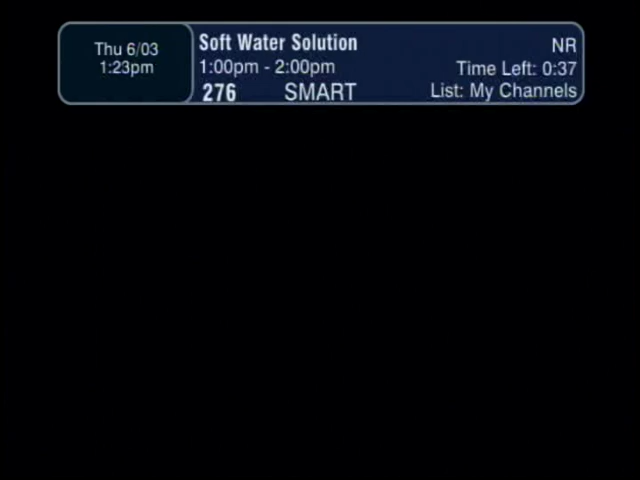 Thu 6/03
1:23pm
Soft Water Solution
NR
1:00pm - 2:00pm
Time Left: 0:37
276 SMART
List: My Channels